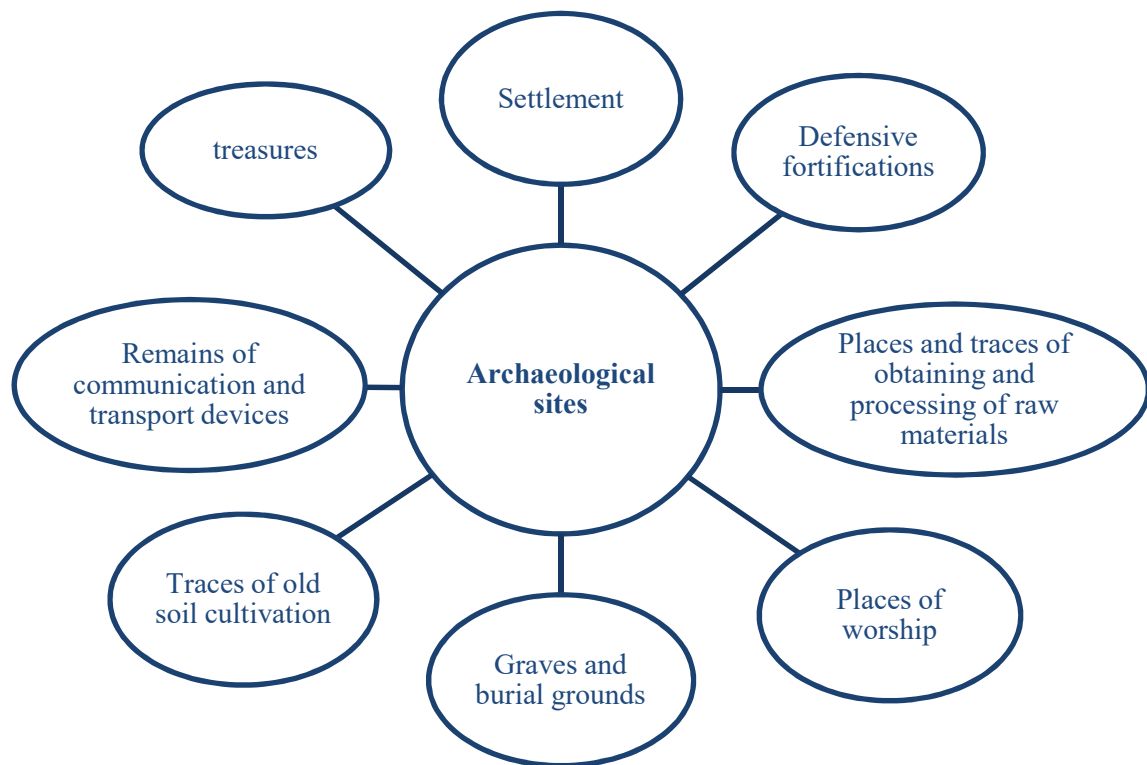 Settlement
treasures
Defensive
fortifications
Remains of
communication and
transport devices
Archaeological
sites
Places and traces of
obtaining and
processing of raw
materials
Traces of old
soil cultivation
Places of
worship
Graves and
burial grounds